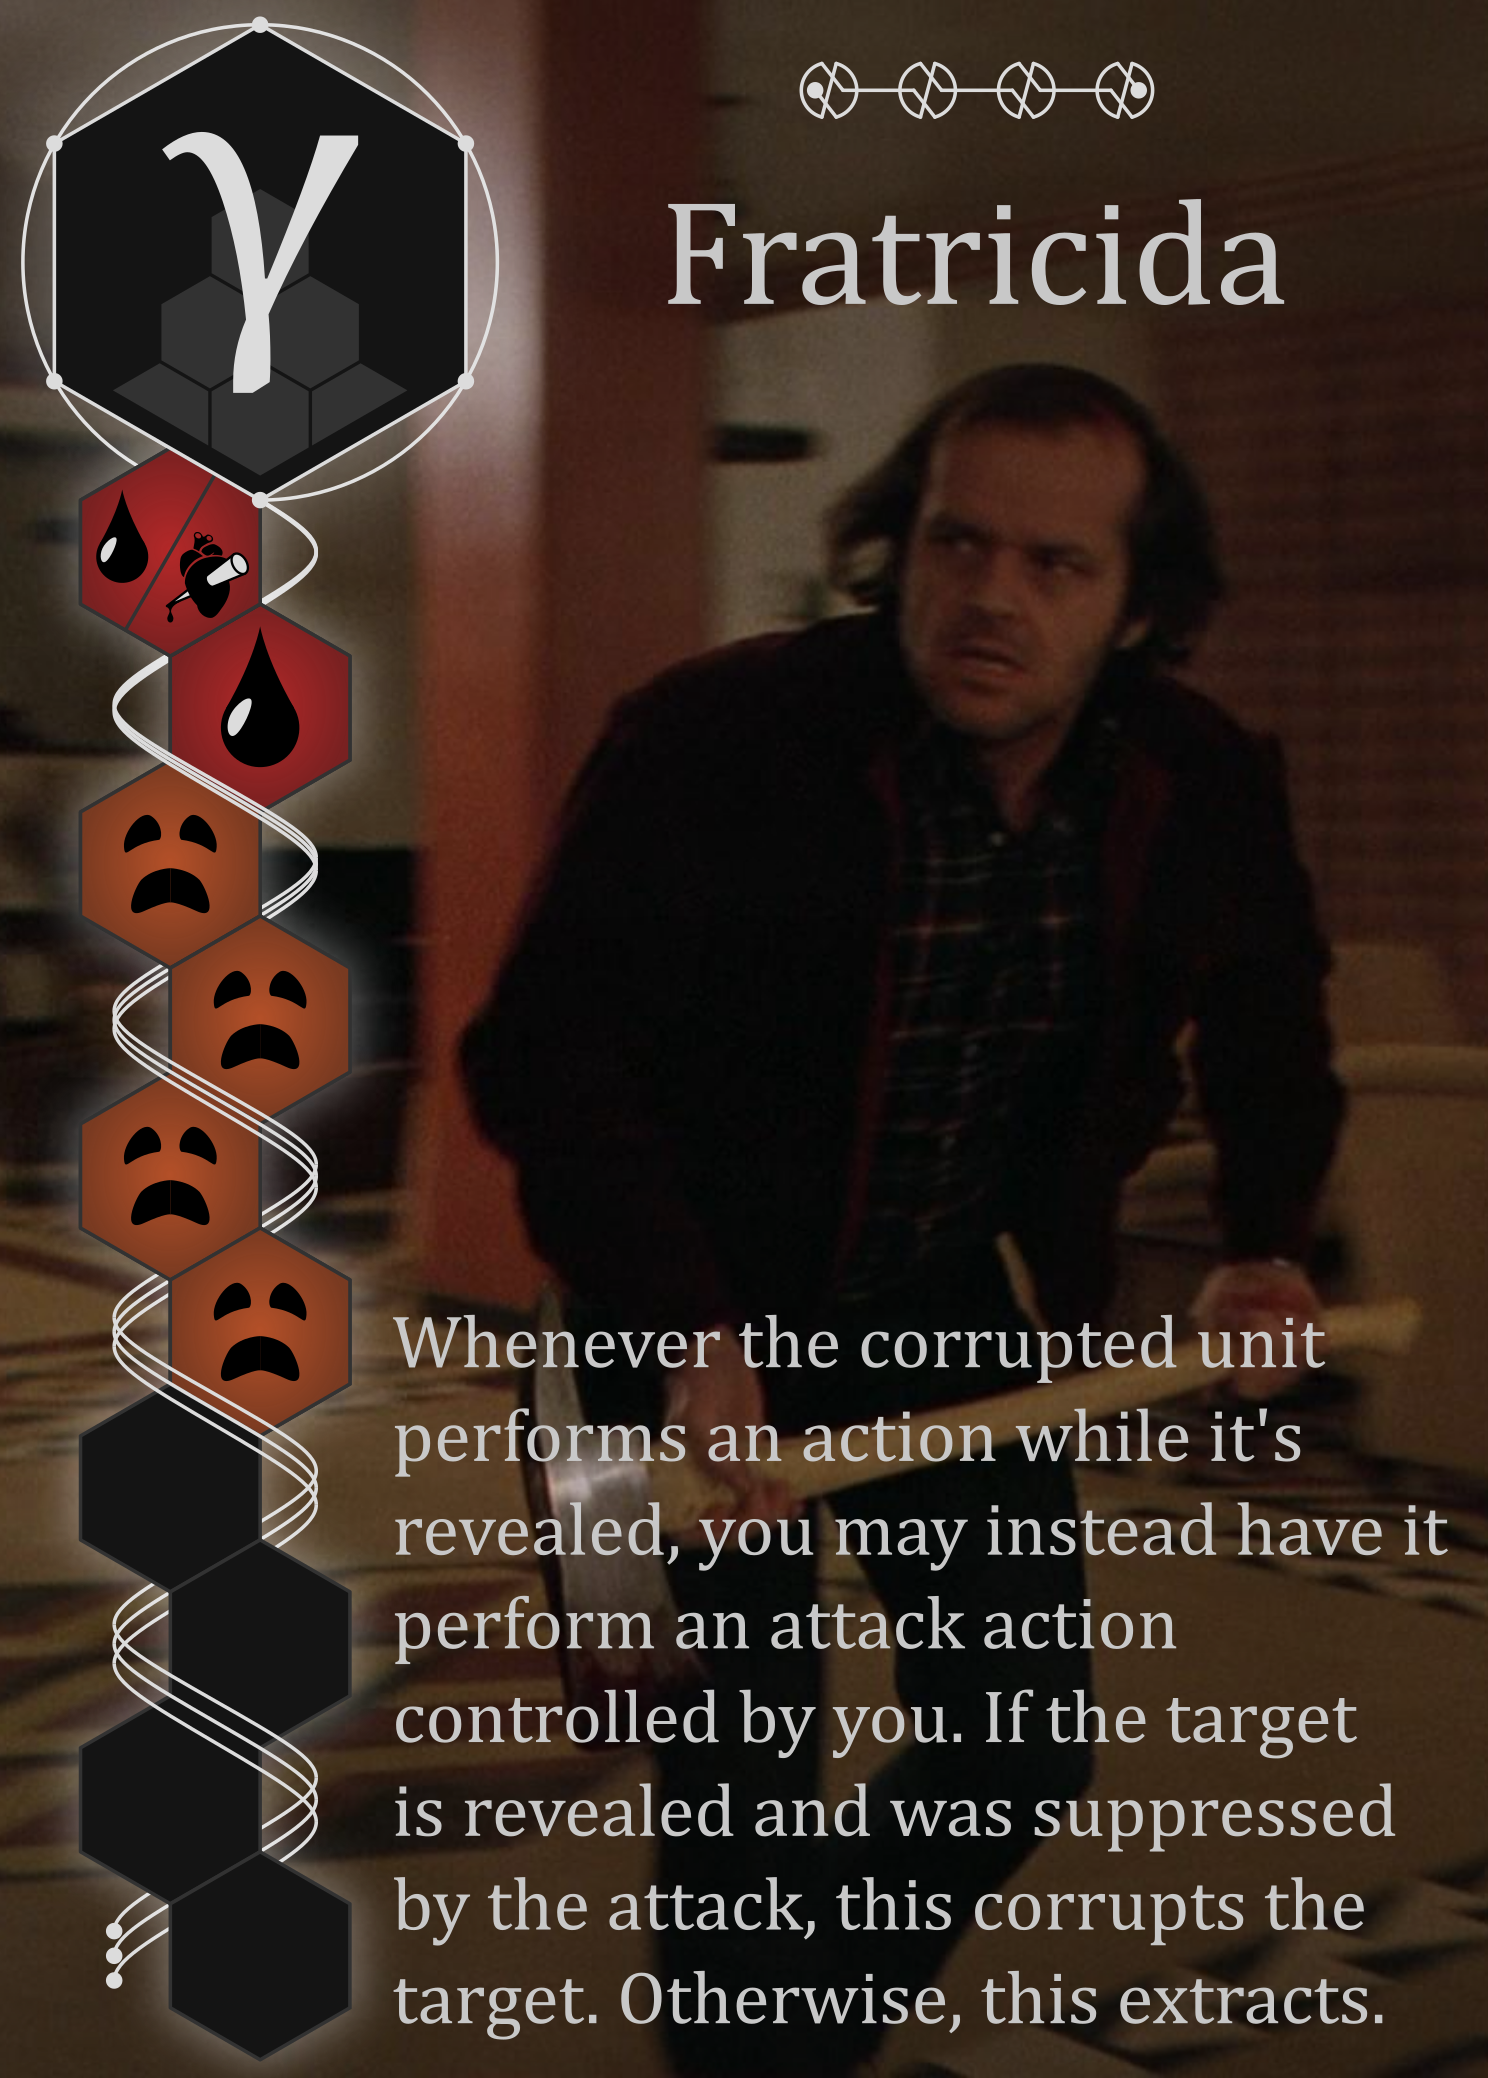 γ
Fratricida
Whenever the corrupted unit
performs an action while it's
revealed, you may instead have it
perform an attack action
controlled by you. If the target
is revealed and was suppressed
by the attack, this corrupts the
target. Otherwise, this extracts.